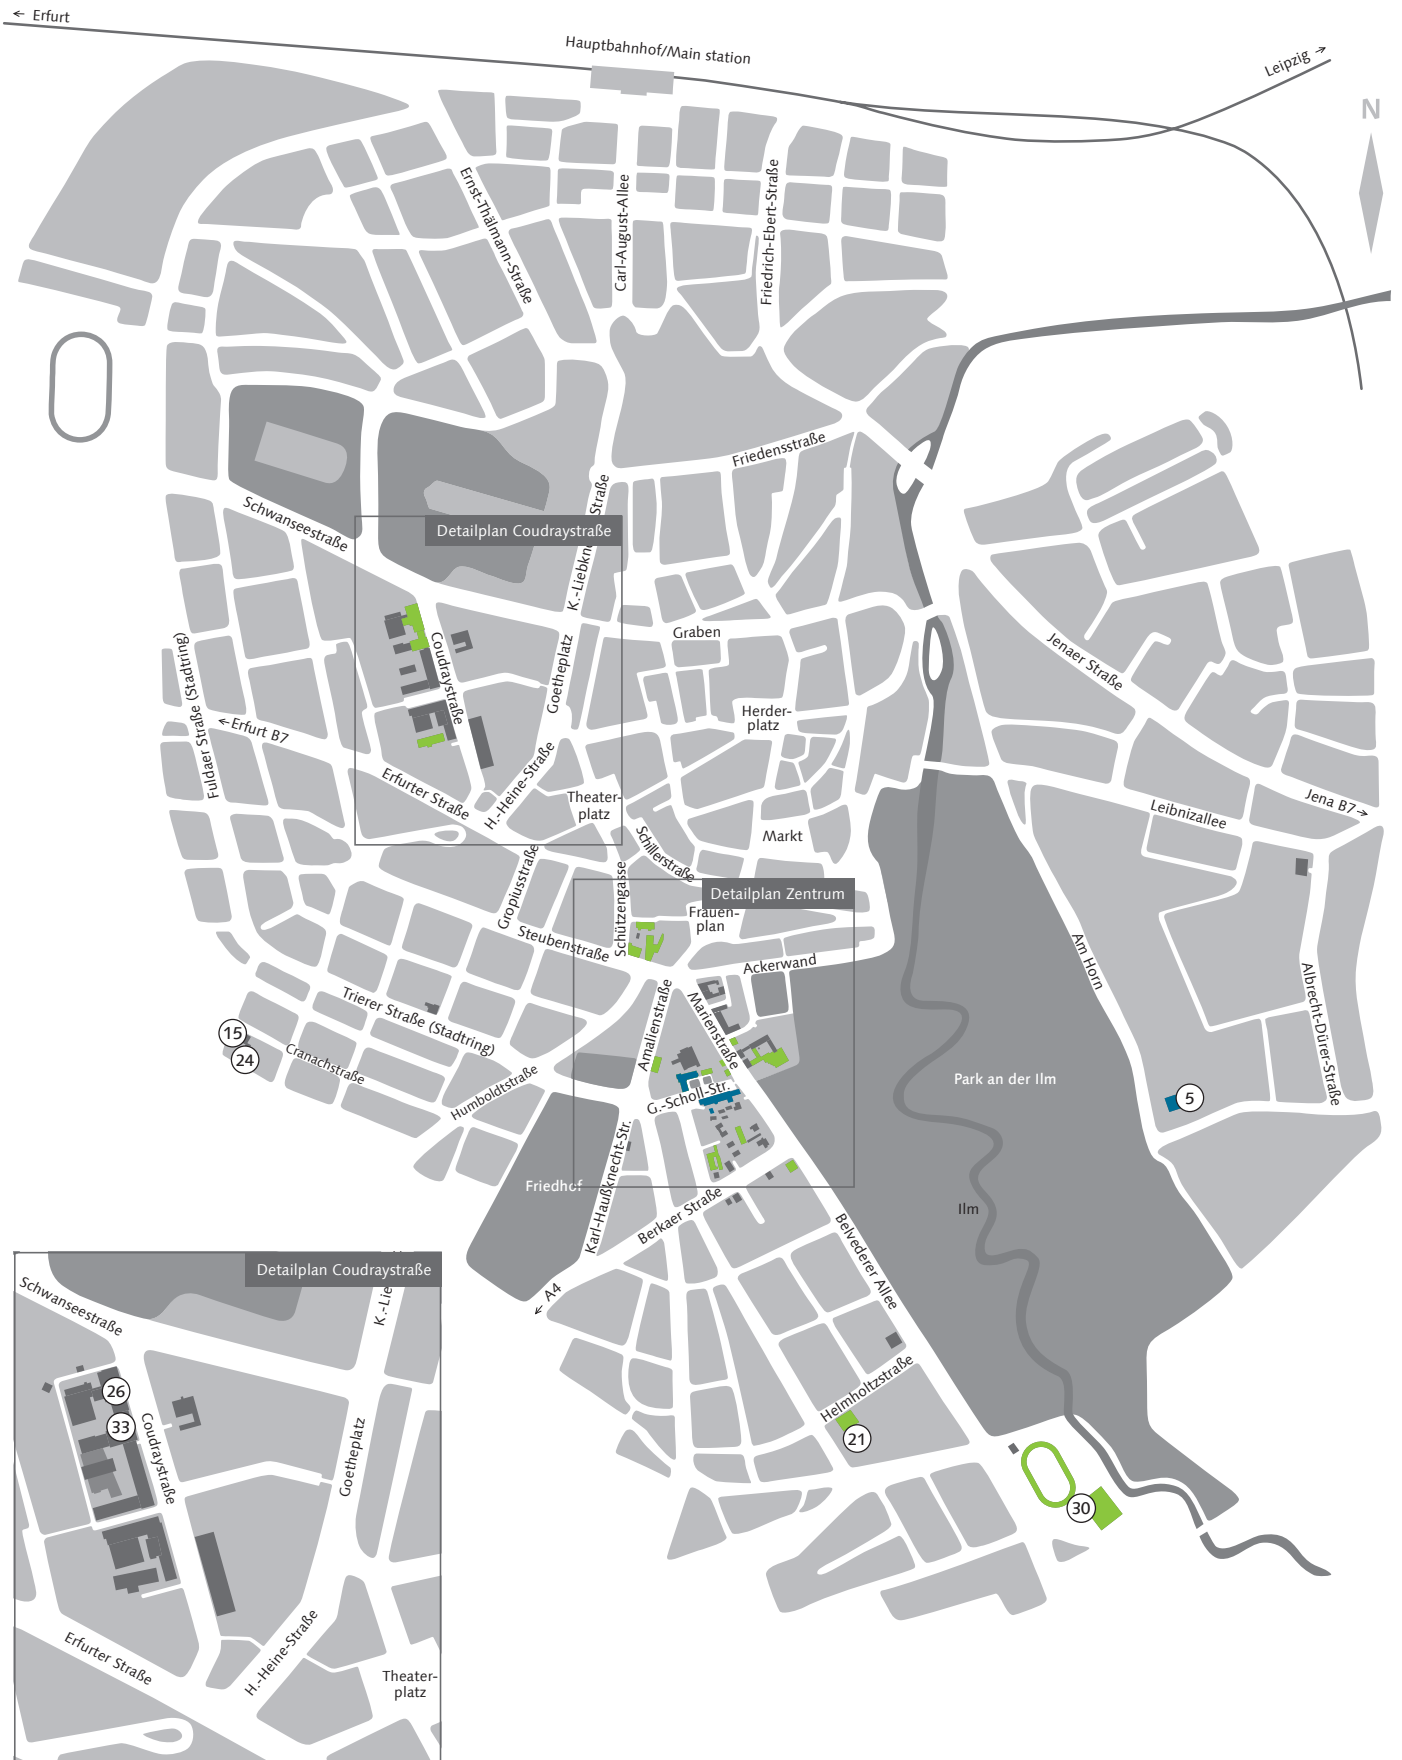 ← Erfurt
Hauptbahnhof/Main station
Leipzig →
N
Ernst-Thälmann-Straße
Carl-August-Allee
Friedrich-Ebert-Straße
Friedensstraße
Schwanseestraße
Detailplan Coudraystraße
K.-Liebkn
Straße
Graben
Coudraystraße
Goetheplatz
Jenaer Straße
Fuldaer Straße (Stadtring)
← Erfurt B7
Herder-
platz
Erfurter Straße
H.-Heine-Straße
Theater-
platz
Markt
Leibnizallee
Jena B7 →
Schillerstraße
Gropiusstraße
Schützengasse
Detailplan Zentrum
Frauen-
plan
Steubenstraße
Ackerwand
Am Horn
Albrecht-Dürer-Straße
Trierer Straße (Stadtring)
Amalienstraße
Marienstraße
15
24
Cranachstraße
Humboldtstraße
G.-Scholl-Str.
Park an der Ilm
5
Karl-Haußknecht-Str.
Friedhof
Berkaer Straße
Ilm
Belvederer Allee
← A4
Helmholtzstraße
21
30
Detailplan Coudraystraße
Schwanseestraße
K.-Lie
26
33
Coudraystraße
Goetheplatz
Erfurter Straße
H.-Heine-Straße
Theater-
platz